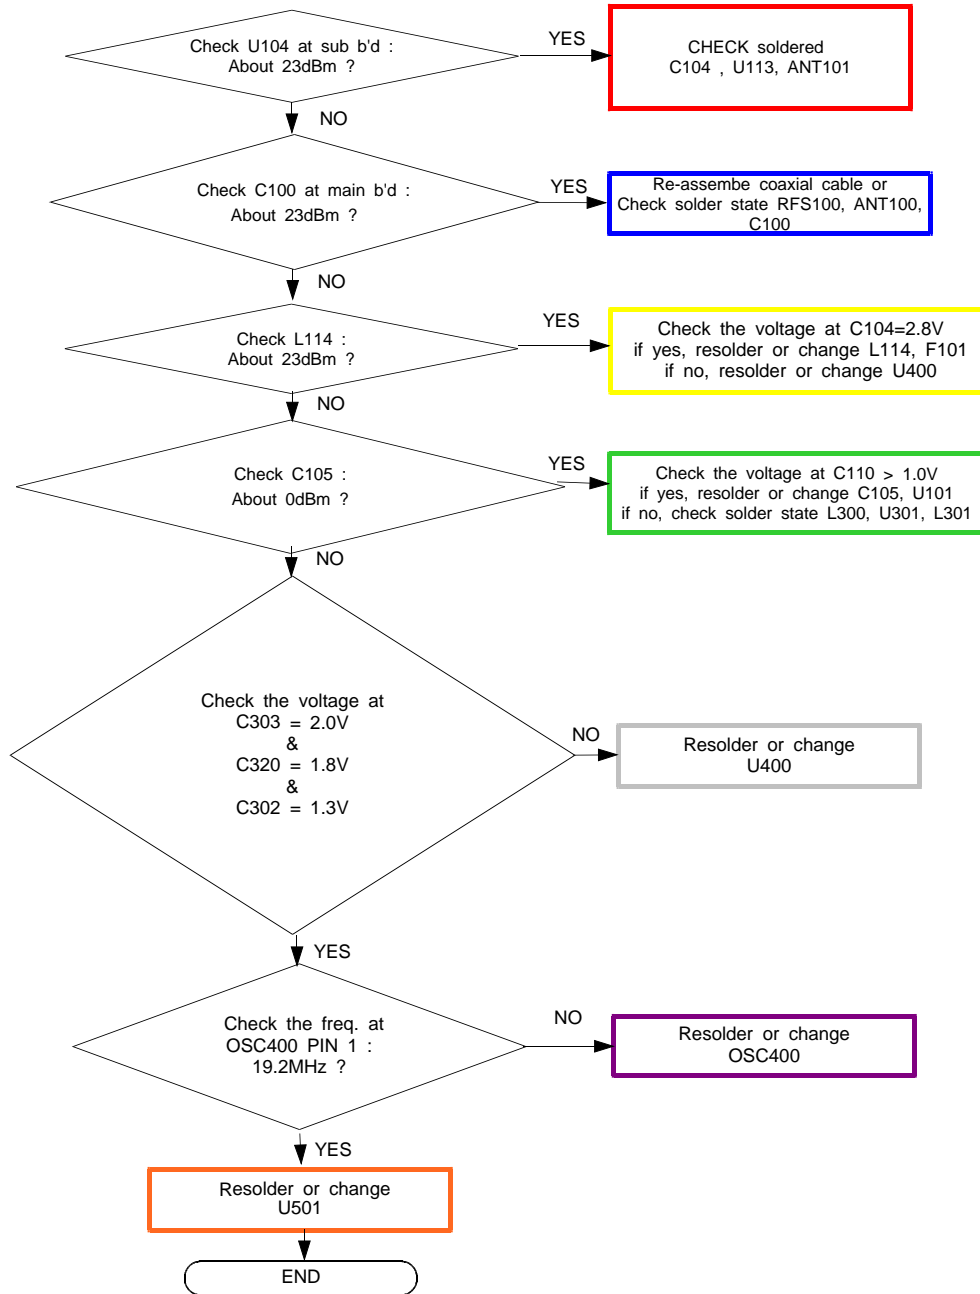 Check U104 at sub b'd :
About 23dBm ?
YES
CHECK soldered
C104 , U113, ANT101
NO
Check C100 at main b'd :
About 23dBm ?
YES
Re-assembe coaxial cable or
Check solder state RFS100, ANT100,
C100
NO
Check L114 :
About 23dBm ?
YES
Check the voltage at C104=2.8V
if yes, resolder or change L114, F101
if no, resolder or change U400
NO
Check C105 :
About 0dBm ?
YES
Check the voltage at C110 > 1.0V
if yes, resolder or change C105, U101
if no, check solder state L300, U301, L301
NO
Check the voltage at
C303 = 2.0V
&
C320 = 1.8V
&
C302 = 1.3V
NO
Resolder or change
U400
YES
Check the freq. at
OSC400 PIN 1 :
19.2MHz ?
NO
Resolder or change
OSC400
YES
Resolder or change
U501
END